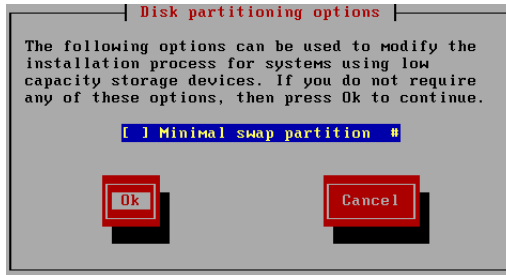 Disk partitioning options
The following options can be used to modify the
installation process for systems using low
capacity storage devices. If you do not require
any of these options, then press Ok to continue.
[ ] Minimal swap partition #
Ok Cancel